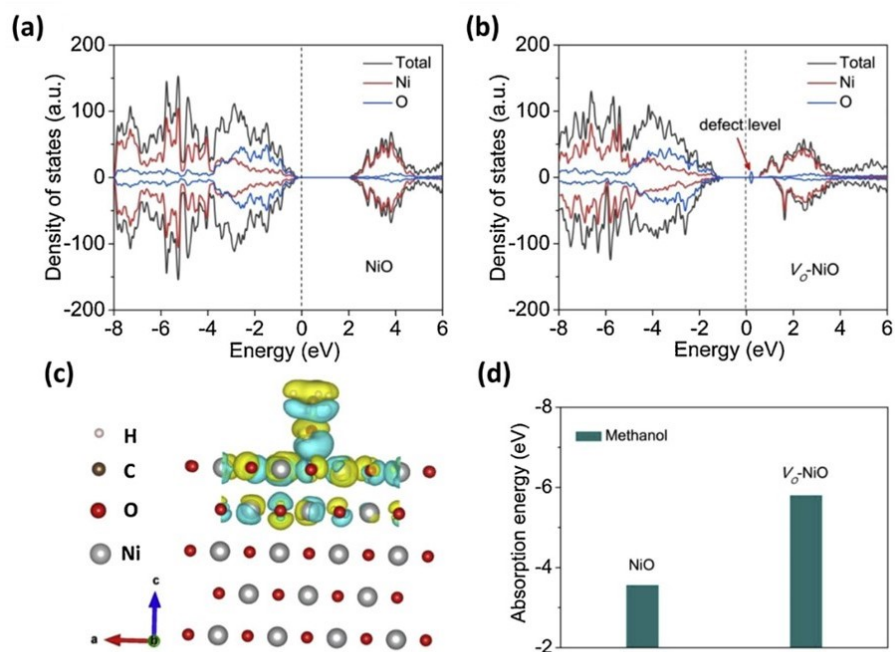 (a)
200
100
0
-100
-200
Density of states (a.u.)
Total
Ni
O
NiO
-8 -6 -4 -2 0 2 4 6
Energy (eV)
(b)
200
100
0
-100
-200
Density of states (a.u.)
Total
Ni
O
defect level
VO-NiO
-8 -6 -4 -2 0 2 4 6
Energy (eV)
(c)
H
C
O
Ni
c
a
b
(d)
-8
-6
-4
-2
Absorption energy (eV)
Methanol
NiO
VO-NiO